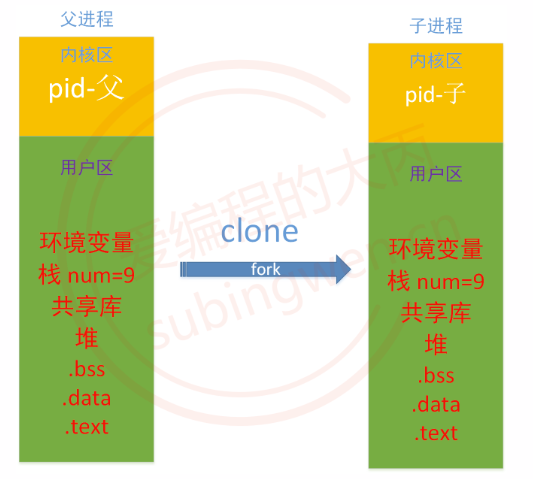 父进程
内核区
pid-父
用户区
环境变量
栈 num=9
共享库
堆
.bss
.data
.text
clone
fork
子进程
内核区
pid-子
用户区
环境变量
栈 num=9
共享库
堆
.bss
.data
.text
爱编程的大丙
subingwen.cn